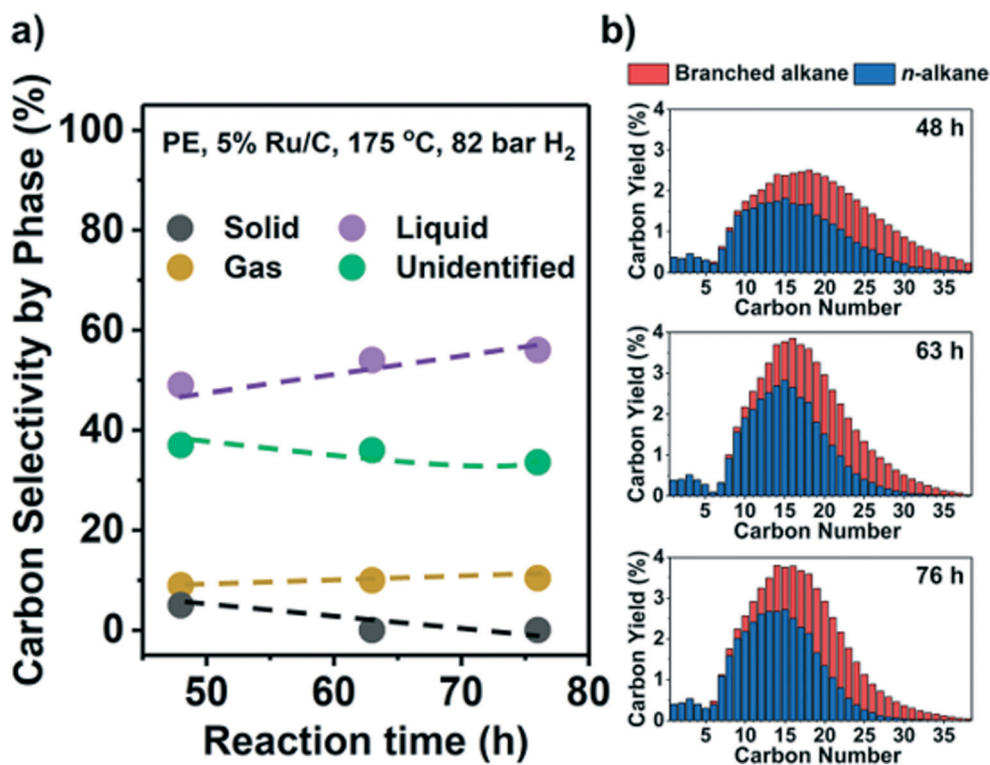 a)
Carbon Selectivity by Phase (%)
100
80
60
40
20
0
PE, 5% Ru/C, 175 °C, 82 bar H₂
Solid
Liquid
Gas
Unidentified
50
60
70
80
Reaction time (h)
b)
Branched alkane
n-alkane
48 h
Carbon Yield (%)
4
3
2
1
0
5
10
15
20
25
30
35
Carbon Number
63 h
Carbon Yield (%)
4
3
2
1
0
5
10
15
20
25
30
35
Carbon Number
76 h
Carbon Yield (%)
4
3
2
1
0
5
10
15
20
25
30
35
Carbon Number